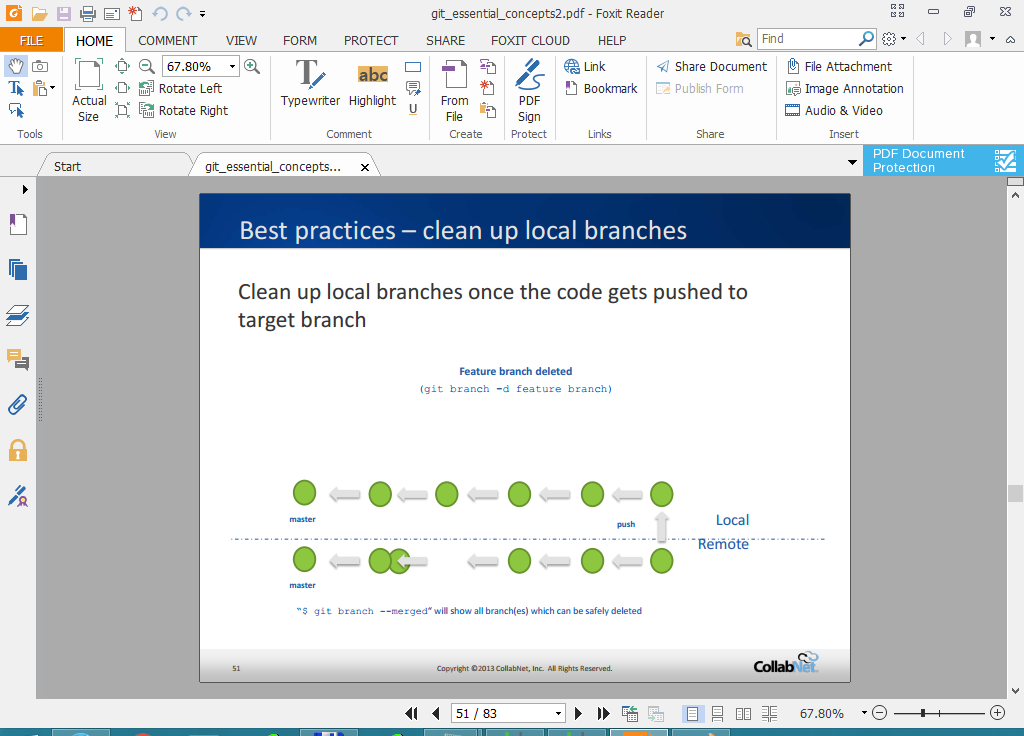 git_essential_concepts2.pdf - Foxit Reader
FILE HOME COMMENT VIEW FORM PROTECT SHARE FOXIT CLOUD HELP
Find
67.80%
Actual Size
Rotate Left
Rotate Right
Tools
View
T Typewriter
abc Highlight
U
Comment
From File
Create
PDF Sign
Protect
Link
Bookmark
Links
Share Document
Publish Form
Share
File Attachment
Image Annotation
Audio & Video
Insert
Start
git_essential_concepts...
PDF Document
Protection
Best practices – clean up local branches
Clean up local branches once the code gets pushed to
target branch
Feature branch deleted
(git branch -d feature branch)
master
push
Local
Remote
master
“$ git branch --merged” will show all branch(es) which can be safely deleted
51
Copyright ©2013 CollabNet, Inc. All Rights Reserved.
CollabNet
51 / 83
67.80%